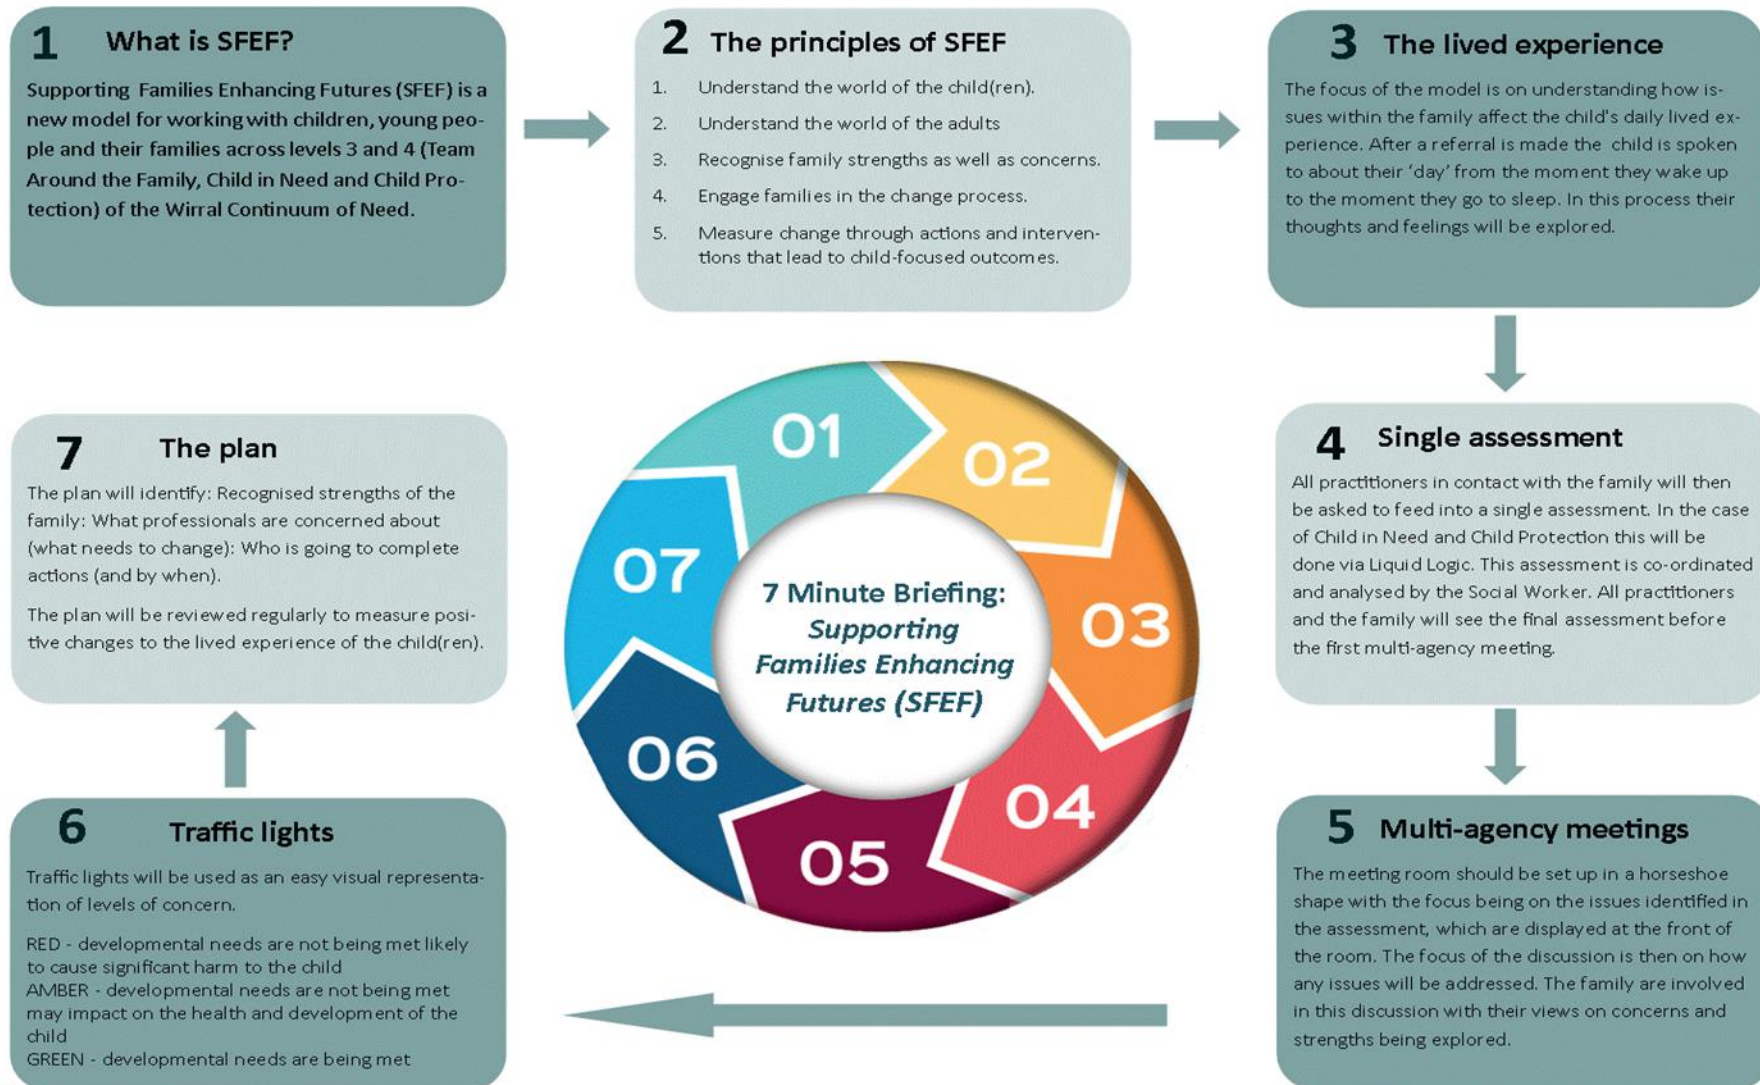 1 What is SFEF?
Supporting Families Enhancing Futures (SFEF) is a
new model for working with children, young peo-
ple and their families across levels 3 and 4 (Team
Around the Family, Child in Need and Child Pro-
tection) of the Wirral Continuum of Need.
2 The principles of SFEF
1. Understand the world of the child(ren).
2. Understand the world of the adults
3. Recognise family strengths as well as concerns.
4. Engage families in the change process.
5. Measure change through actions and interven-
tions that lead to child-focused outcomes.
3 The lived experience
The focus of the model is on understanding how is-
sues within the family affect the child's daily lived ex-
perience. After a referral is made the child is spoken
to about their ‘day’ from the moment they wake up
to the moment they go to sleep. In this process their
thoughts and feelings will be explored.
4 Single assessment
All practitioners in contact with the family will then
be asked to feed into a single assessment. In the case
of Child in Need and Child Protection this will be
done via Liquid Logic. This assessment is co-ordinated
and analysed by the Social Worker. All practitioners
and the family will see the final assessment before
the first multi-agency meeting.
5 Multi-agency meetings
The meeting room should be set up in a horseshoe
shape with the focus being on the issues identified in
the assessment, which are displayed at the front of
the room. The focus of the discussion is then on how
any issues will be addressed. The family are involved
in this discussion with their views on concerns and
strengths being explored.
6 Traffic lights
Traffic lights will be used as an easy visual representa-
tion of levels of concern.
RED - developmental needs are not being met likely
to cause significant harm to the child
AMBER - developmental needs are not being met
may impact on the health and development of the
child
GREEN - developmental needs are being met
7 The plan
The plan will identify: Recognised strengths of the
family: What professionals are concerned about
(what needs to change): Who is going to complete
actions (and by when).
The plan will be reviewed regularly to measure posi-
tive changes to the lived experience of the child(ren).
01
02
03
04
05
06
07
7 Minute Briefing:
Supporting
Families Enhancing
Futures (SFEF)